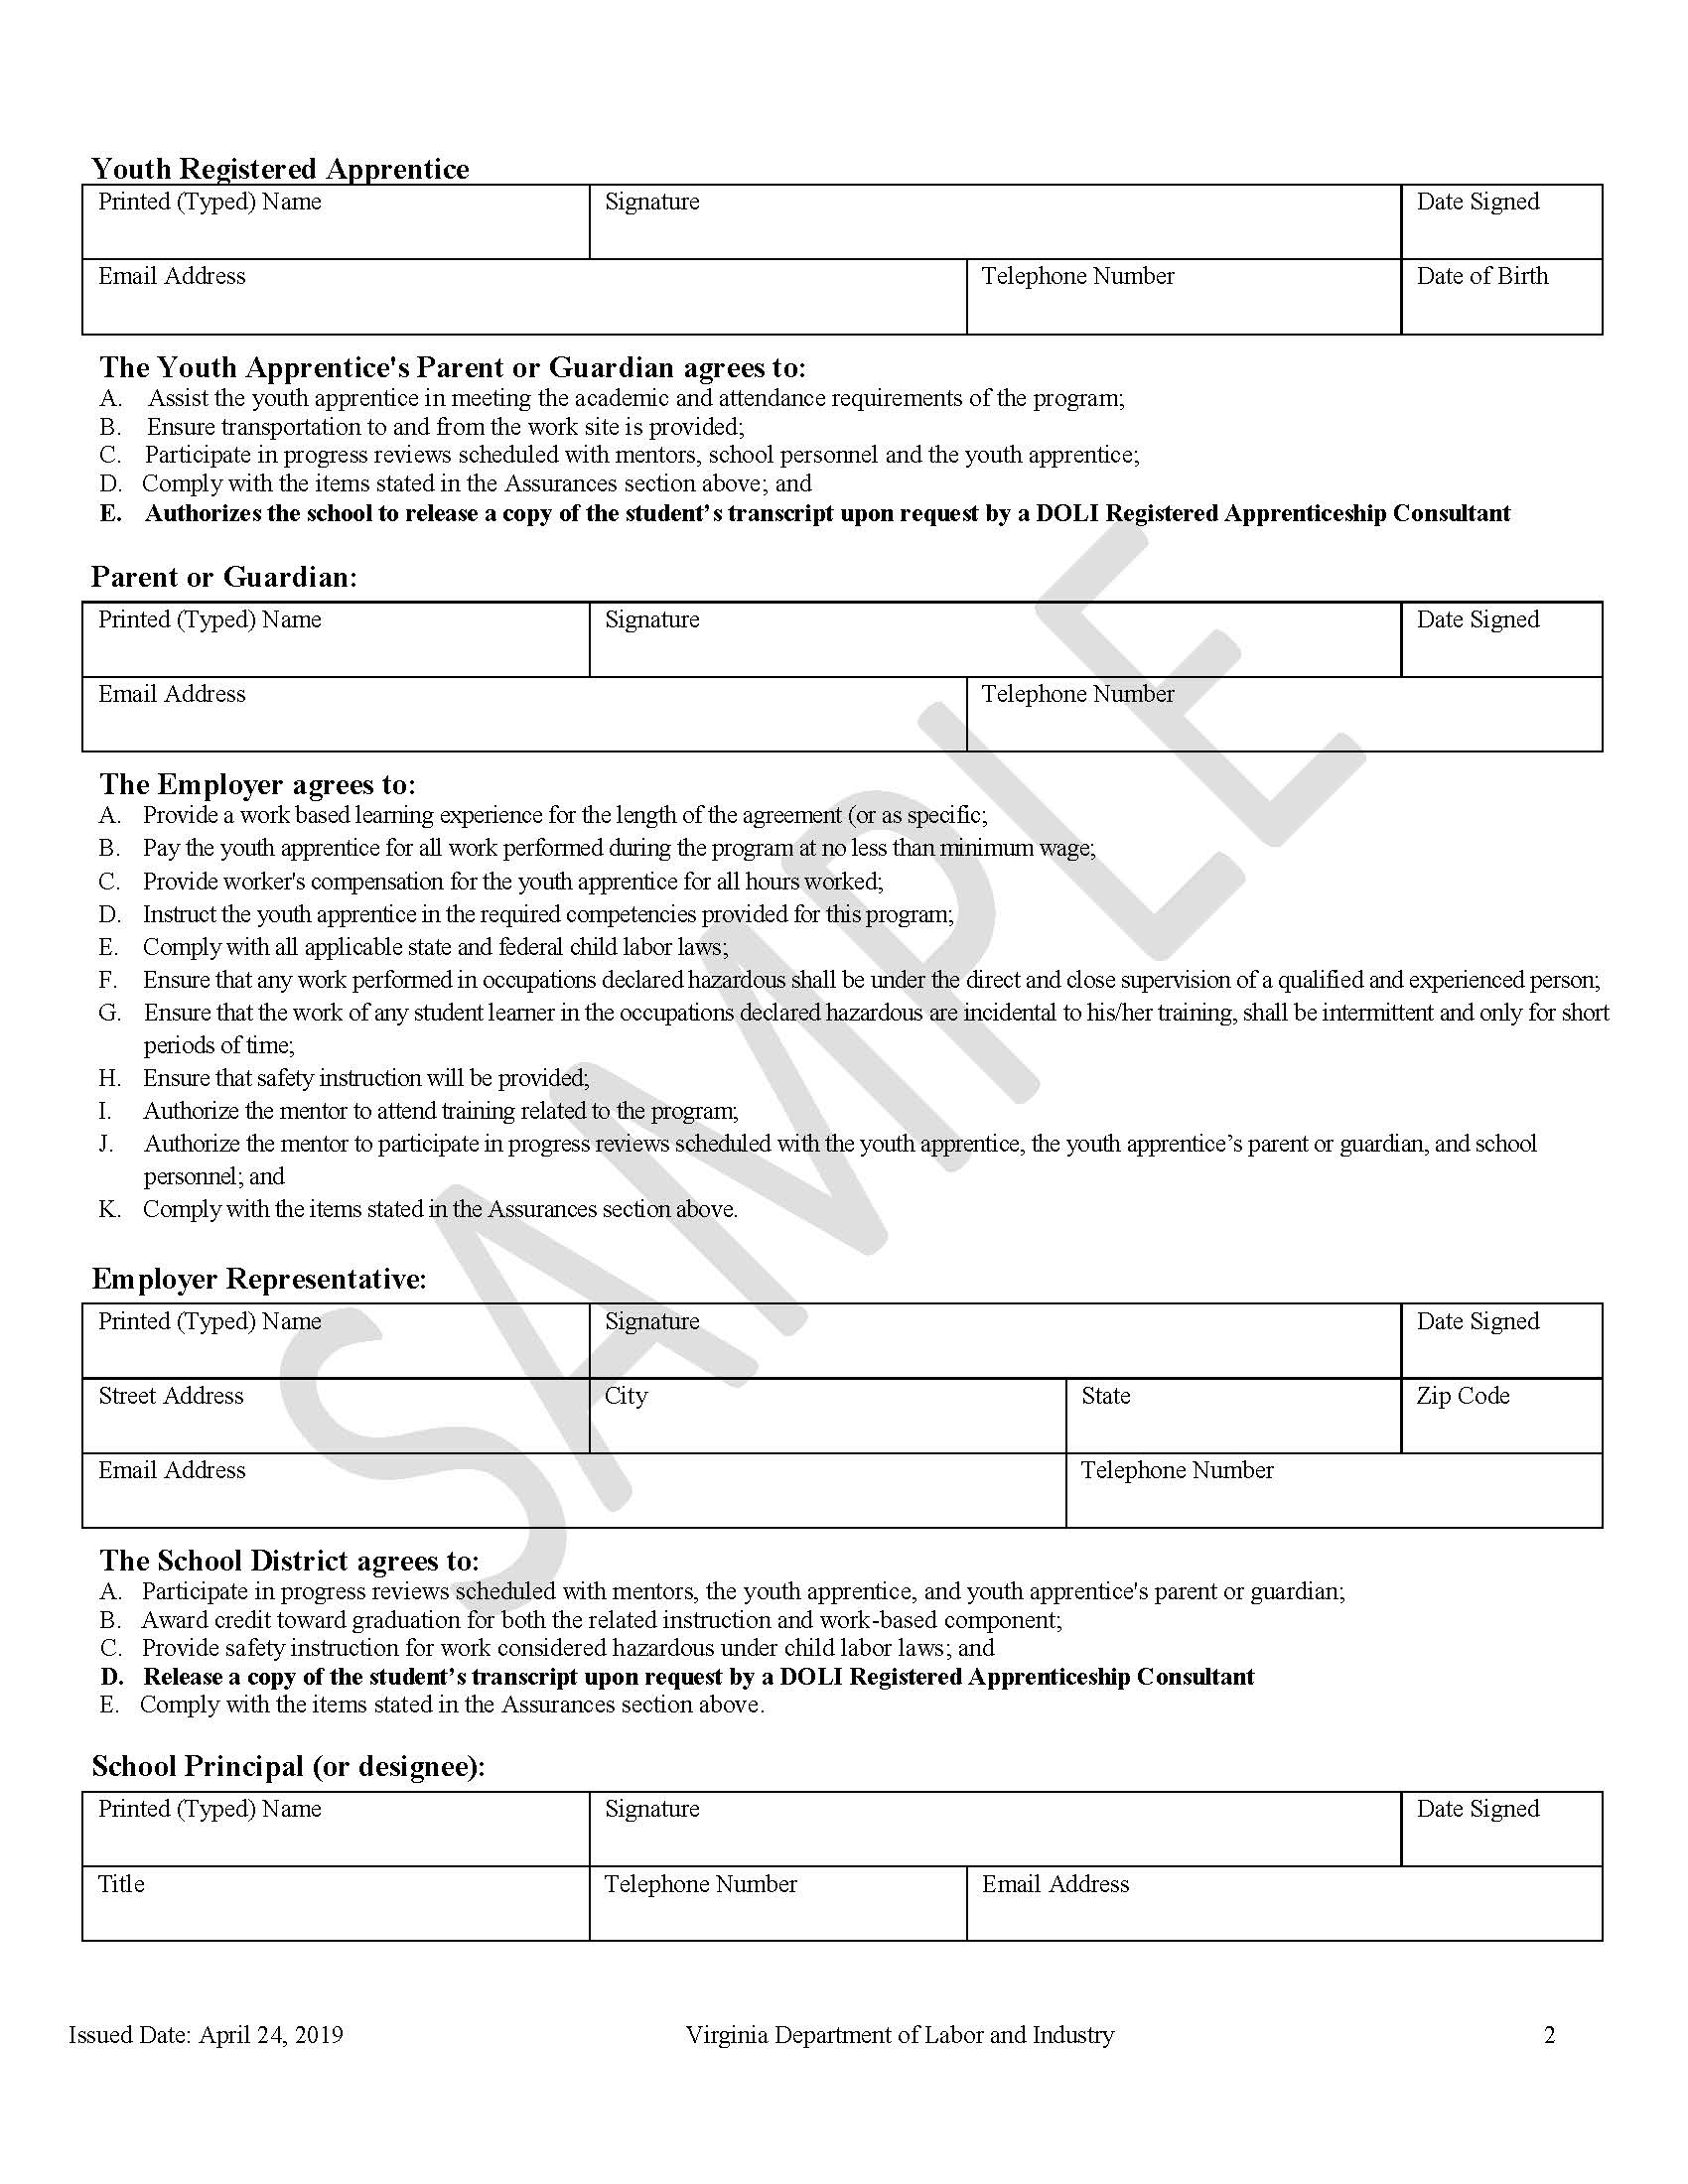 Youth Registered Apprentice
Printed (Typed) Name
Signature
Date Signed
Email Address
Telephone Number
Date of Birth
The Youth Apprentice's Parent or Guardian agrees to:
A. Assist the youth apprentice in meeting the academic and attendance requirements of the program;
B. Ensure transportation to and from the work site is provided;
C. Participate in progress reviews scheduled with mentors, school personnel and the youth apprentice;
D. Comply with the items stated in the Assurances section above; and
E. Authorizes the school to release a copy of the student’s transcript upon request by a DOLI Registered Apprenticeship Consultant
Parent or Guardian:
Printed (Typed) Name
Signature
Date Signed
Email Address
Telephone Number
The Employer agrees to:
A. Provide a work based learning experience for the length of the agreement (or as specific;
B. Pay the youth apprentice for all work performed during the program at no less than minimum wage;
C. Provide worker's compensation for the youth apprentice for all hours worked;
D. Instruct the youth apprentice in the required competencies provided for this program;
E. Comply with all applicable state and federal child labor laws;
F. Ensure that any work performed in occupations declared hazardous shall be under the direct and close supervision of a qualified and experienced person;
G. Ensure that the work of any student learner in the occupations declared hazardous are incidental to his/her training, shall be intermittent and only for short
periods of time;
H. Ensure that safety instruction will be provided;
I. Authorize the mentor to attend training related to the program;
J. Authorize the mentor to participate in progress reviews scheduled with the youth apprentice, the youth apprentice’s parent or guardian, and school
personnel; and
K. Comply with the items stated in the Assurances section above.
Employer Representative:
Printed (Typed) Name
Signature
Date Signed
Street Address
City
State
Zip Code
Email Address
Telephone Number
The School District agrees to:
A. Participate in progress reviews scheduled with mentors, the youth apprentice, and youth apprentice's parent or guardian;
B. Award credit toward graduation for both the related instruction and work-based component;
C. Provide safety instruction for work considered hazardous under child labor laws; and
D. Release a copy of the student’s transcript upon request by a DOLI Registered Apprenticeship Consultant
E. Comply with the items stated in the Assurances section above.
School Principal (or designee):
Printed (Typed) Name
Signature
Date Signed
Title
Telephone Number
Email Address
Issued Date: April 24, 2019
Virginia Department of Labor and Industry
2
SAMPLE